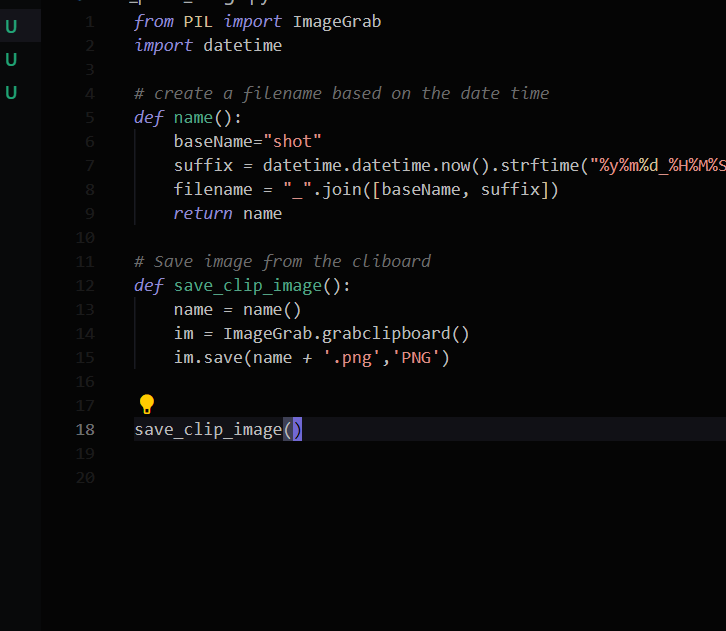 U
U
U
1 from PIL import ImageGrab
2 import datetime
3
4 # create a filename based on the date time
5 def name():
6     baseName="shot"
7     suffix = datetime.datetime.now().strftime("%y%m%d_%H%M%S
8     filename = "_".join([baseName, suffix])
9     return name
10
11 # Save image from the cliboard
12 def save_clip_image():
13     name = name()
14     im = ImageGrab.grabclipboard()
15     im.save(name + '.png','PNG')
16
17
18 save_clip_image()
19
20